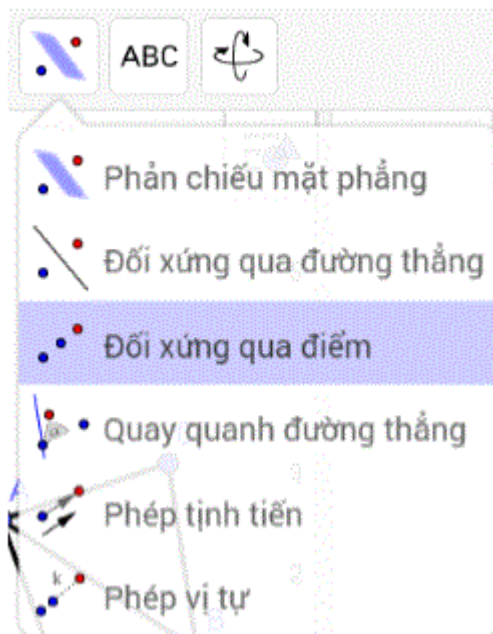 ABC
Phản chiếu mặt phẳng
Đối xứng qua đường thẳng
Đối xứng qua điểm
α
Quay quanh đường thẳng
Phép tịnh tiến
k
Phép vị tự